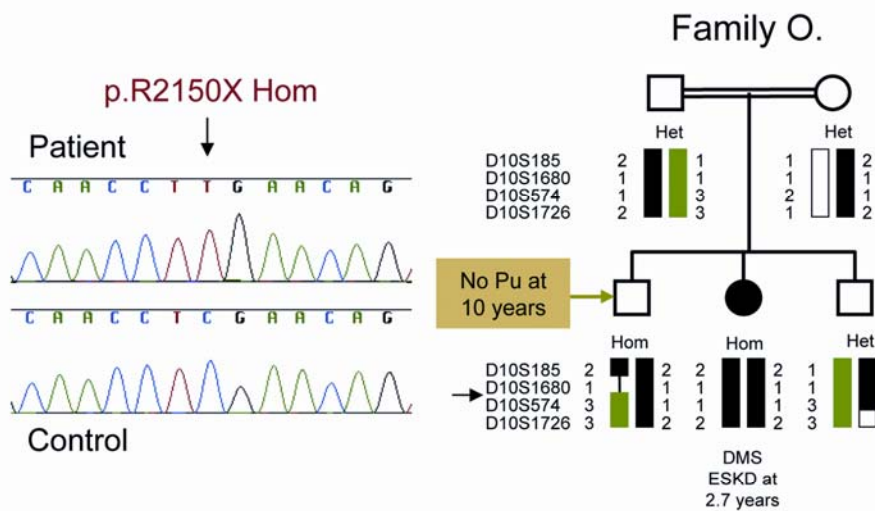 Family O.
p.R2150X Hom
Patient
C A A C C T T G A A C A G
C A A C C T C G A A C A G
Control
Het Het
D10S185 2 1 1 2
D10S1680 1 1 1 1
D10S574 1 3 2 1
D10S1726 2 3 1 2
No Pu at
10 years
Hom Hom Het
D10S185 2 2 2 2 1
D10S1680 1 1 1 1 1
D10S574 3 1 1 1 3
D10S1726 3 2 2 2 3
DMS
ESKD at
2.7 years